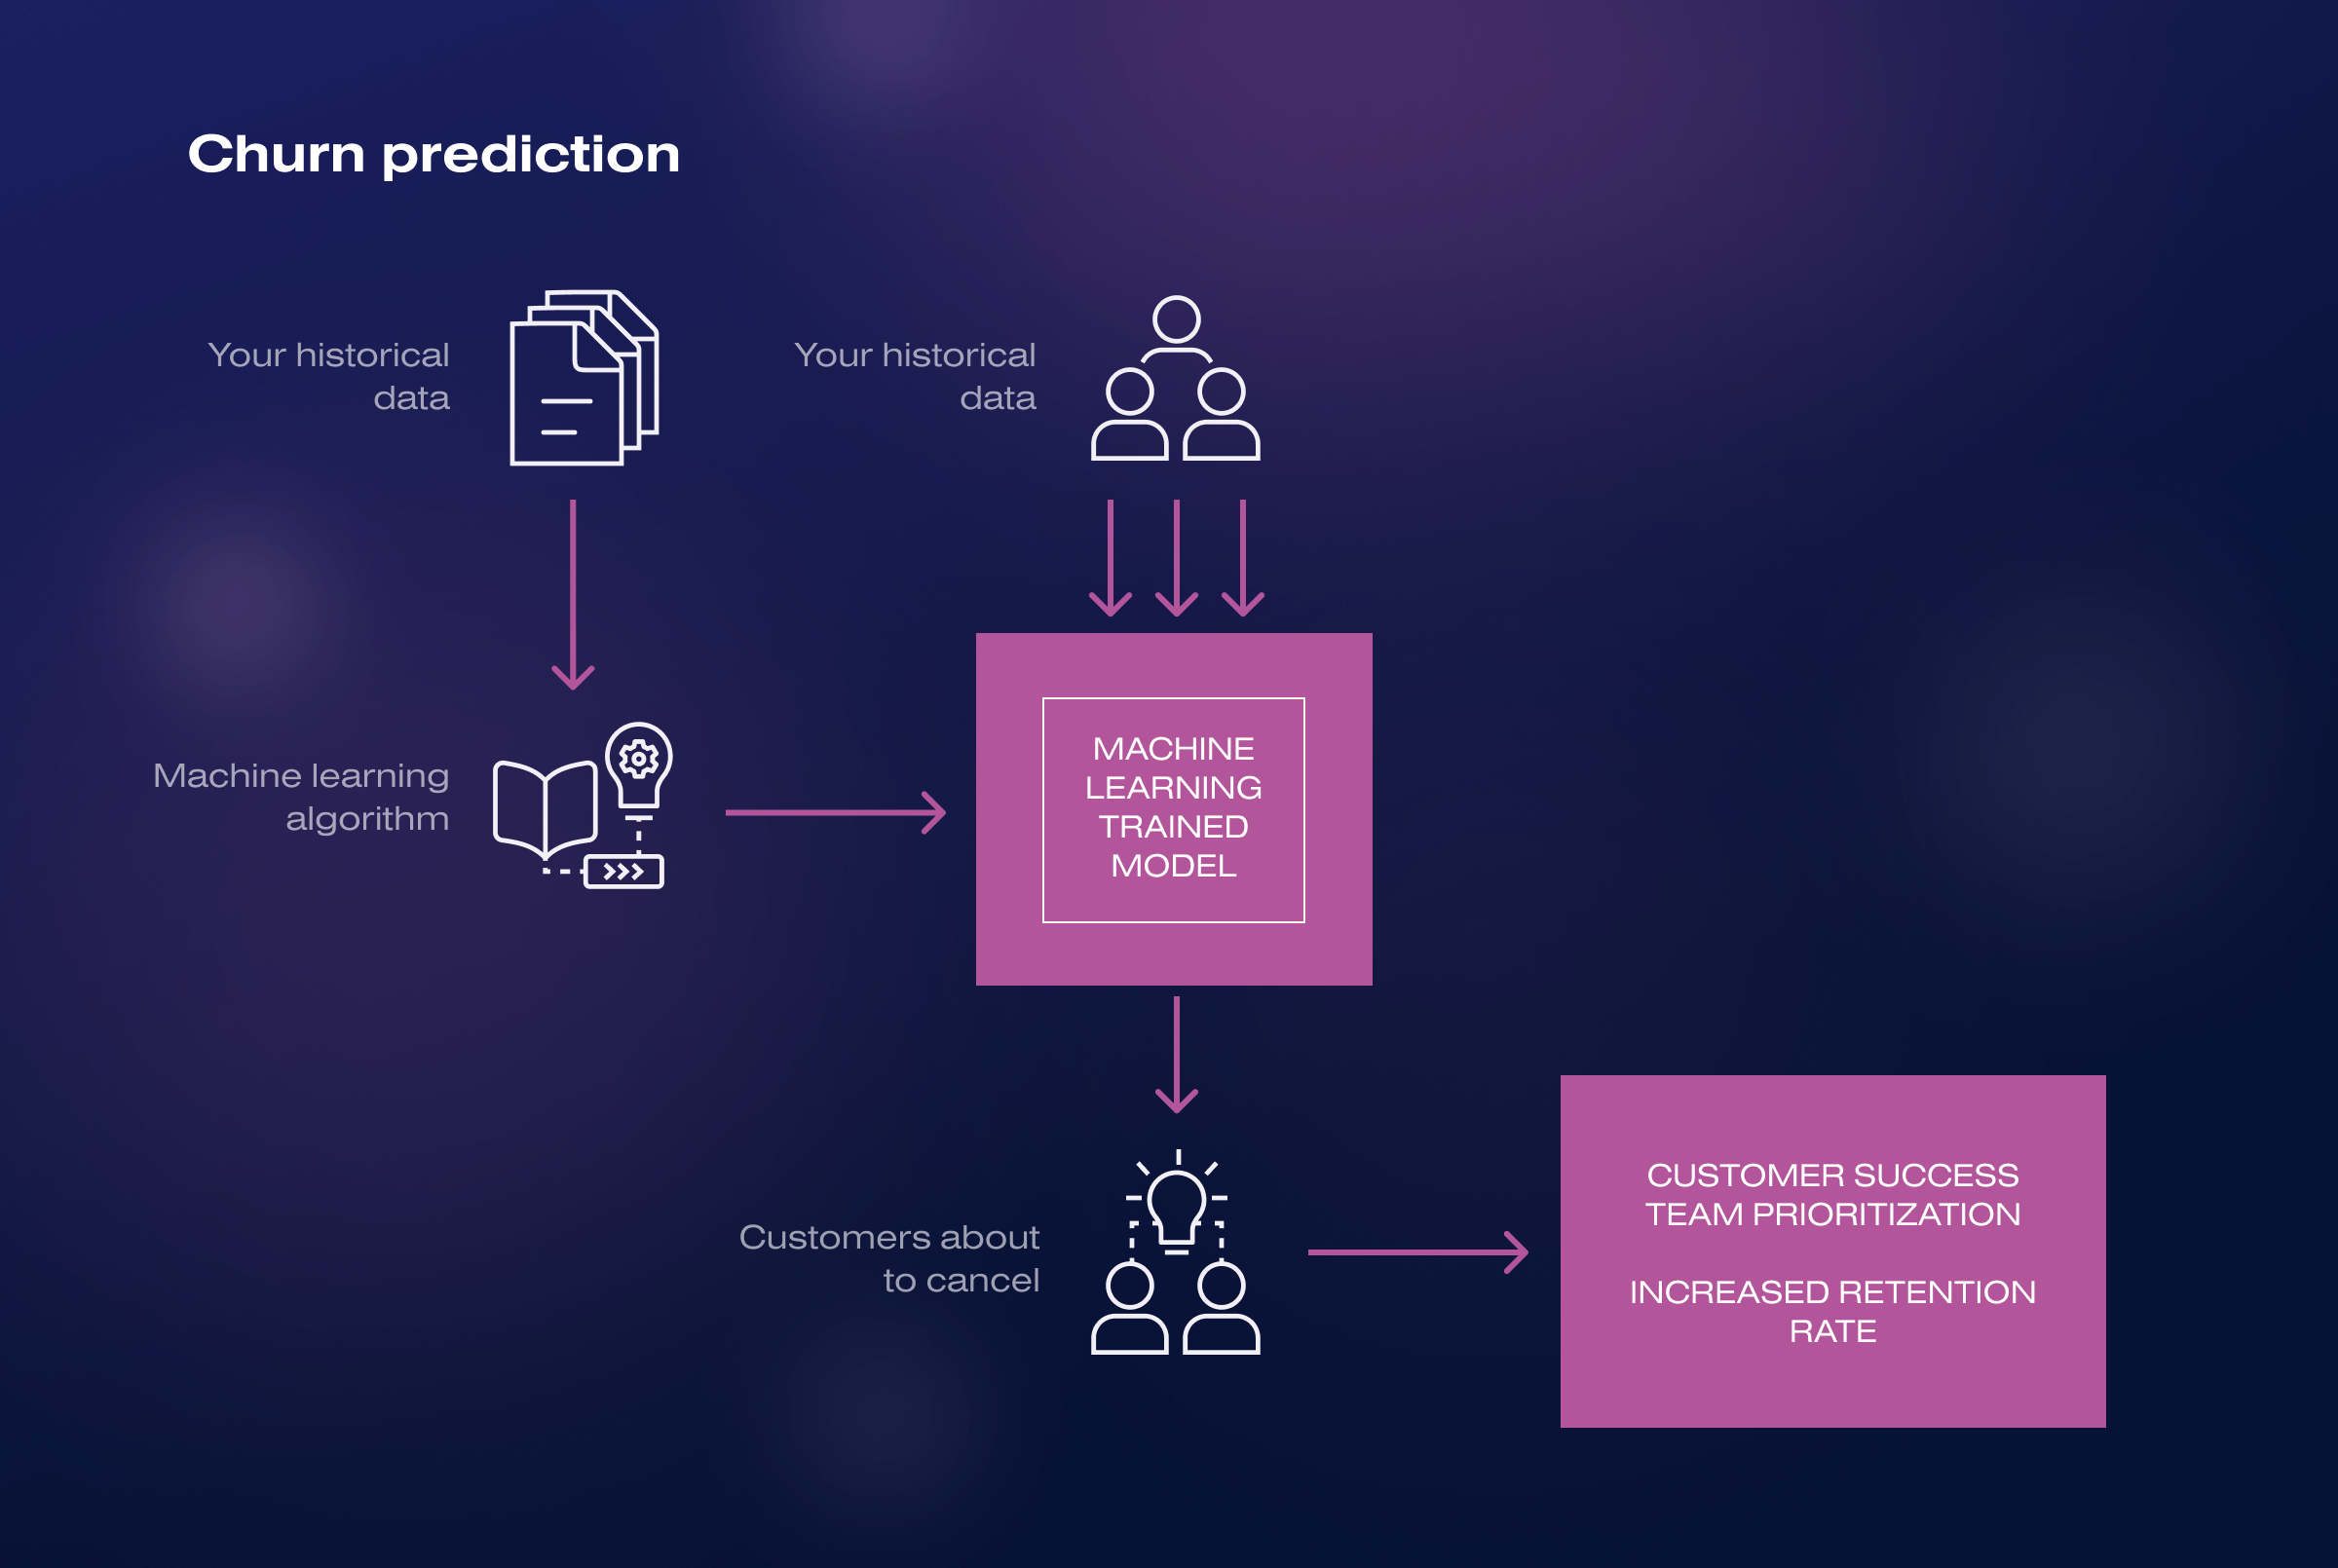 Churn prediction
Your historical
data
Your historical
data
Machine learning
algorithm
MACHINE
LEARNING
TRAINED
MODEL
Customers about
to cancel
CUSTOMER SUCCESS
TEAM PRIORITIZATION
INCREASED RETENTION
RATE